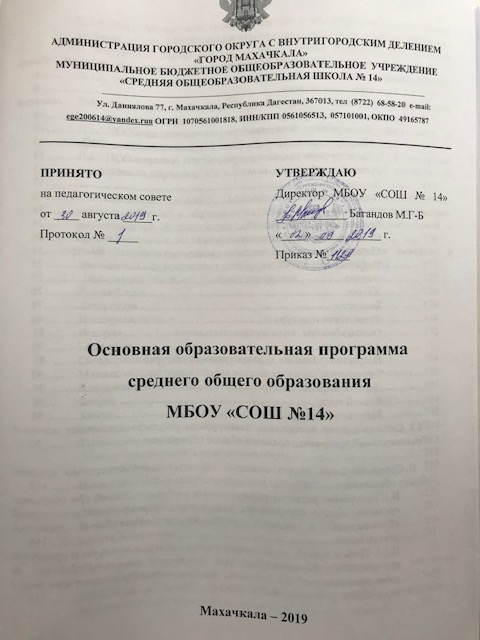 АДМИНИСТРАЦИЯ ГОРОДСКОГО ОКРУГА С ВНУТРИГОРОДСКИМ ДЕЛЕНИЕМ
«ГОРОД МАХАЧКАЛА»
МУНИЦИПАЛЬНОЕ БЮДЖЕТНОЕ ОБЩЕОБРАЗОВАТЕЛЬНОЕ УЧРЕЖДЕНИЕ
«СРЕДНЯЯ ОБЩЕОБРАЗОВАТЕЛЬНАЯ ШКОЛА № 14»
Ул. Даниялова 77, г. Махачкала, Республика Дагестан, 367013, тел (8722) 68-58-20 e-mail:
ege200614@yandex.ruu ОГРН 1070561001818, ИНН/КПП 0561056513, 057101001, ОКПО 49165787
ПРИНЯТО
на педагогическом совете
от 30 августа 2019 г.
Протокол № 1
УТВЕРЖДАЮ
Директор МБОУ «СОШ № 14»
Багандов М.Г-Б
« 02 » 09 2019 г.
Приказ №
Основная образовательная программа
среднего общего образования
МБОУ «СОШ №14»
Махачкала – 2019